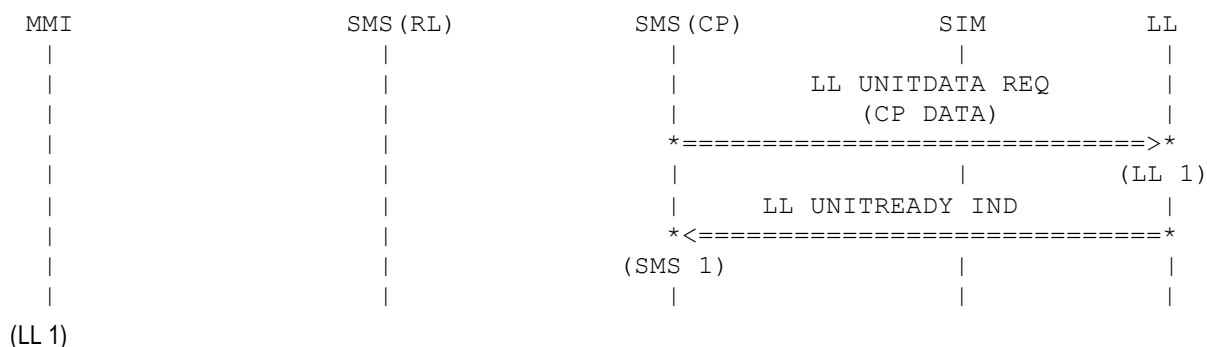 MMI SMS(RL) SMS(CP) SIM LL
LL UNITDATA REQ
(CP DATA)
*=============================>*
(LL 1)
LL UNITREADY IND
*<=============================*
(SMS 1)
(LL 1)